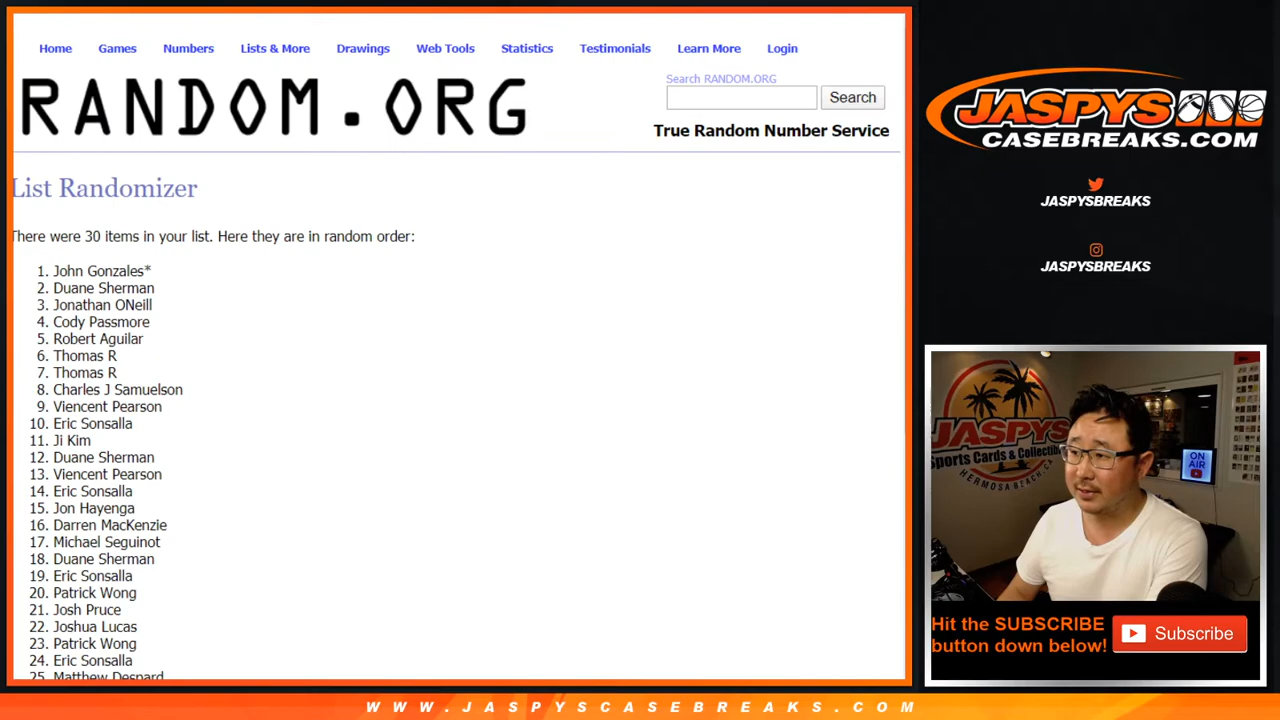 Home Games Numbers Lists & More Drawings Web Tools Statistics Testimonials Learn More Login
RANDOM.ORG
Search RANDOM.ORG
Search
True Random Number Service
List Randomizer
There were 30 items in your list. Here they are in random order:
1. John Gonzales*
2. Duane Sherman
3. Jonathan ONeill
4. Cody Passmore
5. Robert Aguilar
6. Thomas R
7. Thomas R
8. Charles J Samuelson
9. Viencent Pearson
10. Eric Sonsalla
11. Ji Kim
12. Duane Sherman
13. Viencent Pearson
14. Eric Sonsalla
15. Jon Hayenga
16. Darren MacKenzie
17. Michael Seguinot
18. Duane Sherman
19. Eric Sonsalla
20. Patrick Wong
21. Josh Pruce
22. Joshua Lucas
23. Patrick Wong
24. Eric Sonsalla
25. Matthew Despard
JASPYS
CASEBREAKS.COM
JASPYSBREAKS
JASPYSBREAKS
JASPYS
Sports Cards & Collectib
HERMOSA BEACH, CA
ON
AIR
Hit the SUBSCRIBE
button down below!
Subscribe
WWW.JASPYSCASEBREAKS.COM